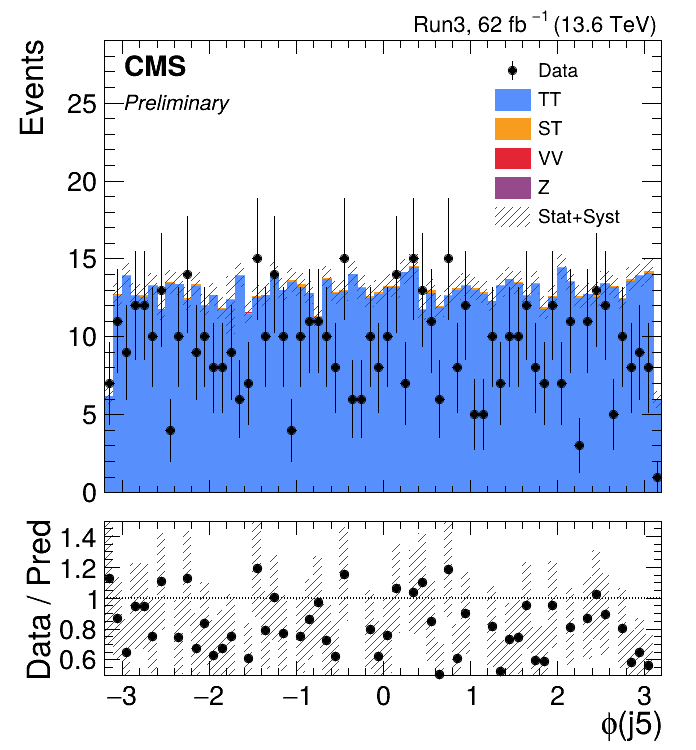 Run3, 62 fb⁻¹ (13.6 TeV)
CMS
Preliminary
Data
TT
ST
VV
Z
Stat+Syst
Events
25
20
15
10
5
0
Data / Pred
1.4
1.2
1
0.8
0.6
−3 −2 −1 0 1 2 3
ϕ(j5)